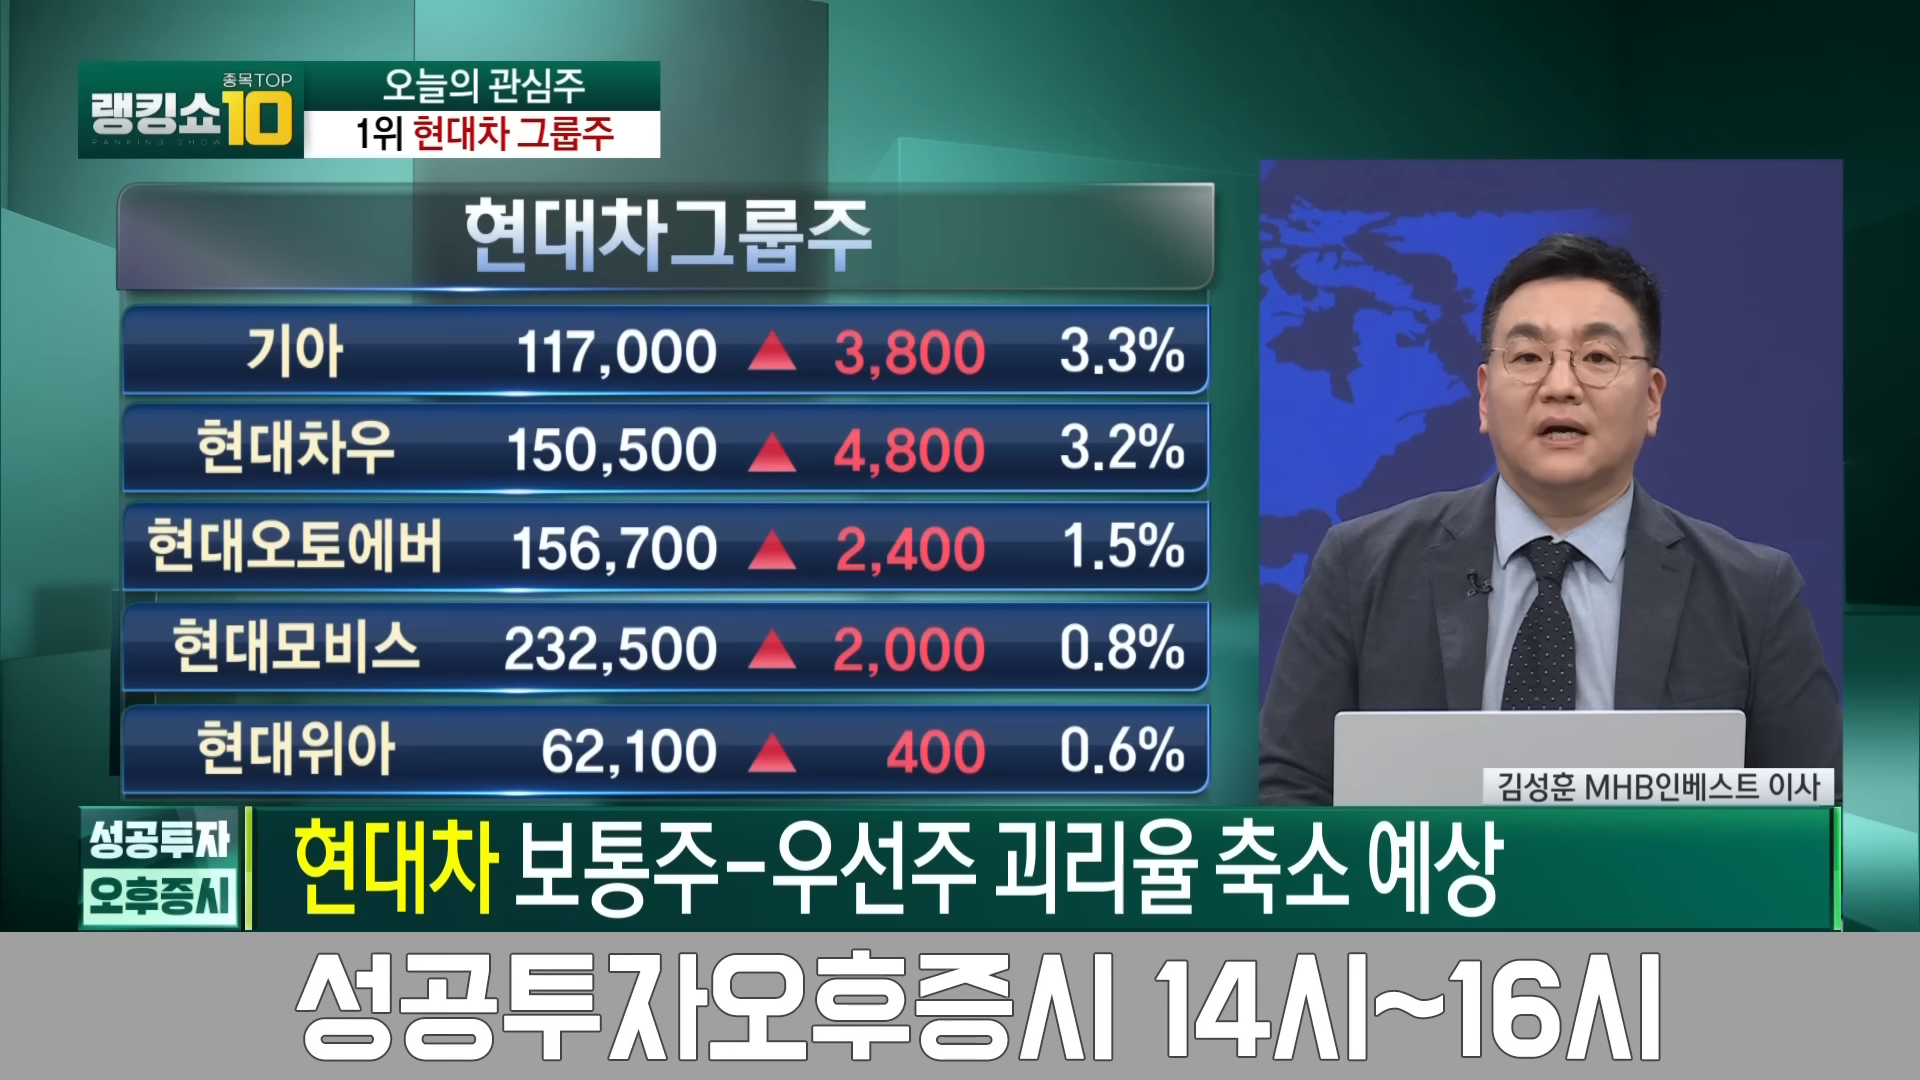 종목TOP
랭킹쇼10
RANKING SHOW
오늘의 관심주
1위 현대차 그룹주
현대차그룹주
기아 117,000 ▲ 3,800 3.3%
현대차우 150,500 ▲ 4,800 3.2%
현대오토에버 156,700 ▲ 2,400 1.5%
현대모비스 232,500 ▲ 2,000 0.8%
현대위아 62,100 ▲ 400 0.6%
김성훈 MHB인베스트 이사
성공투자
오후증시
현대차 보통주-우선주 괴리율 축소 예상
성공투자오후증시 14시~16시